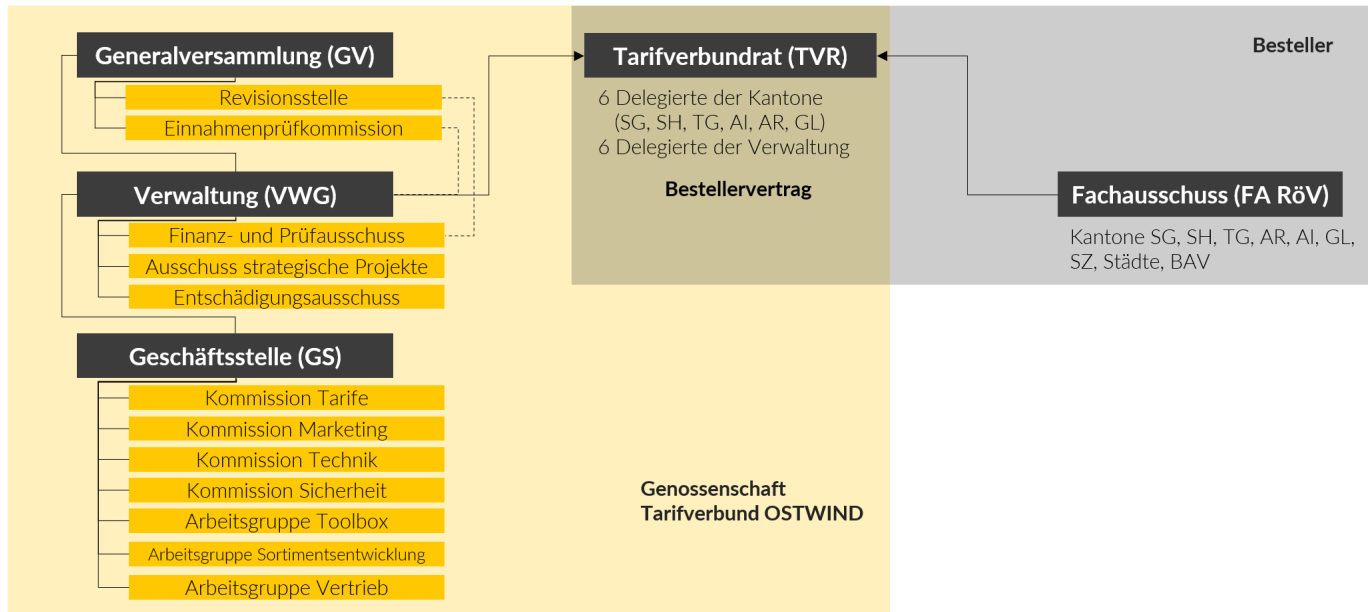 Generalversammlung (GV)
Revisionsstelle
Einnahmenprüfkommission
Verwaltung (VWG)
Finanz- und Prüfausschuss
Ausschuss strategische Projekte
Entschädigungsausschuss
Geschäftsstelle (GS)
Kommission Tarife
Kommission Marketing
Kommission Technik
Kommission Sicherheit
Arbeitsgruppe Toolbox
Arbeitsgruppe Sortimentsentwicklung
Arbeitsgruppe Vertrieb
Tarifverbundrat (TVR)
6 Delegierte der Kantone
(SG, SH, TG, AI, AR, GL)
6 Delegierte der Verwaltung
Bestellervertrag
Genossenschaft
Tarifverbund OSTWIND
Besteller
Fachausschuss (FA RöV)
Kantone SG, SH, TG, AR, AI, GL,
SZ, Städte, BAV